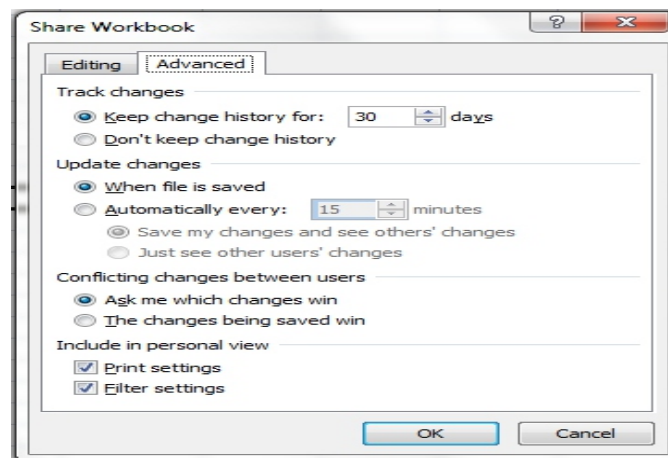 Share Workbook
Editing Advanced
Track changes
Keep change history for: 30 days
Don't keep change history
Update changes
When file is saved
Automatically every: 15 minutes
Save my changes and see others' changes
Just see other users' changes
Conflicting changes between users
Ask me which changes win
The changes being saved win
Include in personal view
Print settings
Filter settings
OK Cancel